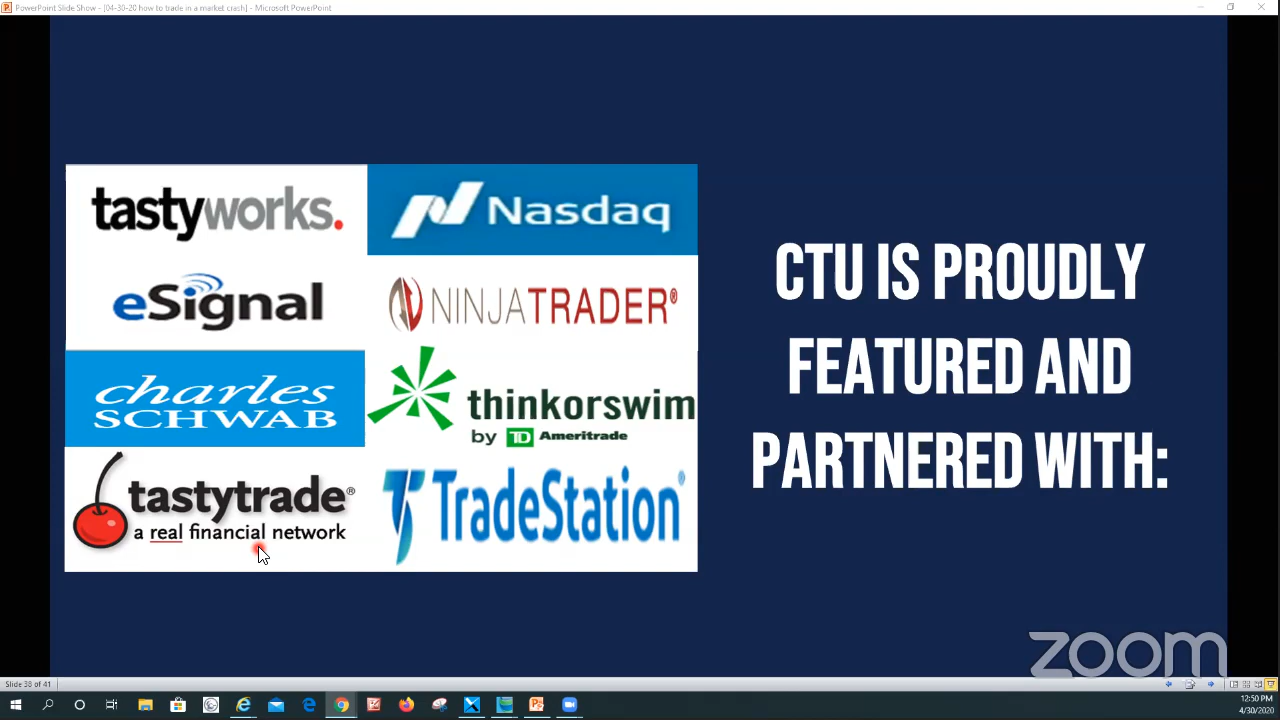 PowerPoint Slide Show - [04-30-20 how to trade in a market crash] - Microsoft PowerPoint
tastyworks.
Nasdaq
eSignal
NINJATRADER®
charles
SCHWAB
thinkorswim
by TD Ameritrade
tastytrade®
a real financial network
TradeStation®
CTU IS PROUDLY
FEATURED AND
PARTNERED WITH:
zoom
Slide 38 of 41
12:50 PM
4/30/2020